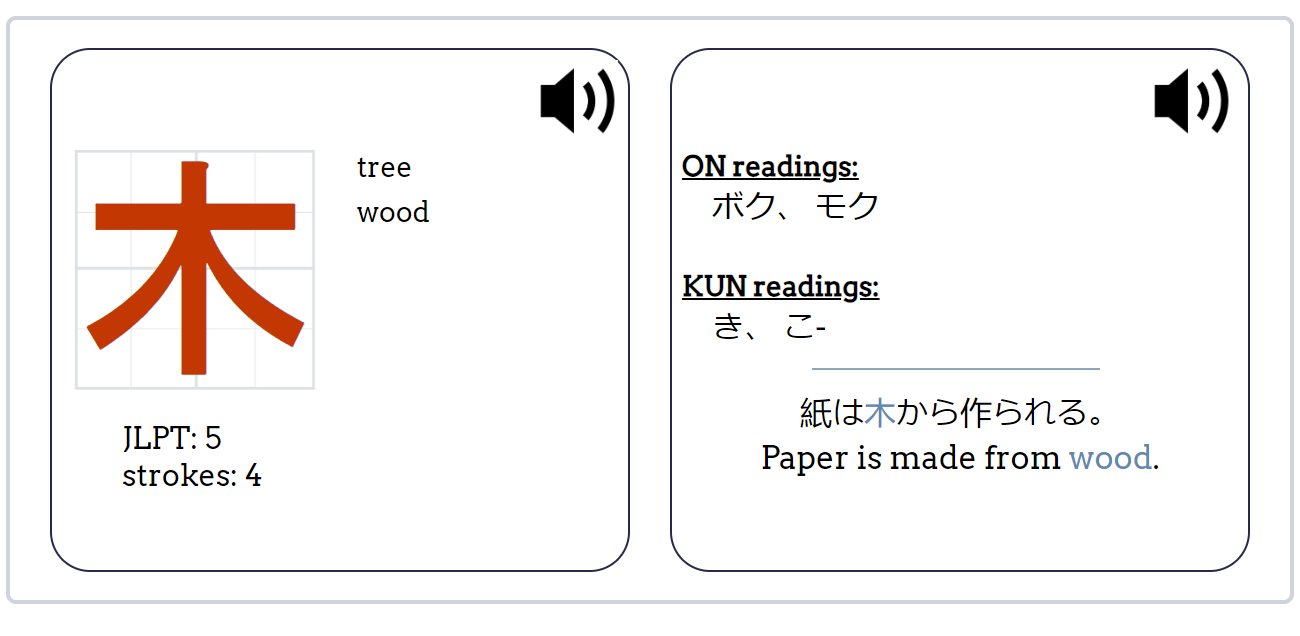 木
tree
wood
JLPT: 5
strokes: 4
ON readings:
ボク、 モク
KUN readings:
き、 こ-
紙は木から作られる。
Paper is made from wood.